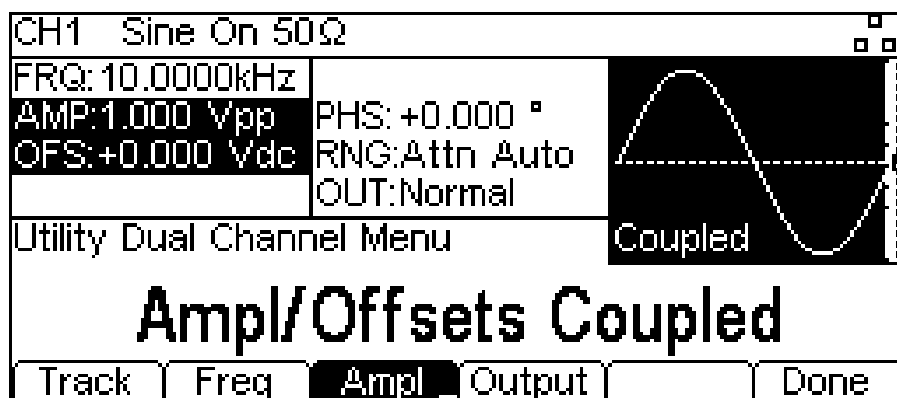 CH1 Sine On 50Ω
FRQ:10.0000kHz
AMP:1.000 Vpp
OFS:+0.000 Vdc
PHS:+0.000 °
RNG:Attn Auto
OUT:Normal
Utility Dual Channel Menu
Coupled
Ampl/Offsets Coupled
Track Freq Ampl Output Done